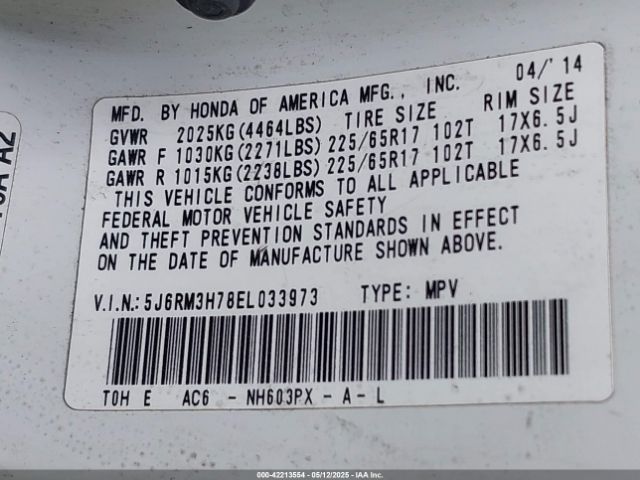 MFD. BY HONDA OF AMERICA MFG., INC. 04/'14
GVWR 2025KG(4464LBS) TIRE SIZE RIM SIZE
GAWR F 1030KG(2271LBS) 225/65R17 102T 17X6.5J
GAWR R 1015KG(2238LBS) 225/65R17 102T 17X6.5J
THIS VEHICLE CONFORMS TO ALL APPLICABLE
FEDERAL MOTOR VEHICLE SAFETY
AND THEFT PREVENTION STANDARDS IN EFFECT
ON THE DATE OF MANUFACTURE SHOWN ABOVE.
V.I.N.:5J6RM3H78EL033973 TYPE: MPV
T0H E AC6 - NH603PX - A - L
A2
000-42213554 - 05/12/2025 - IAA Inc.